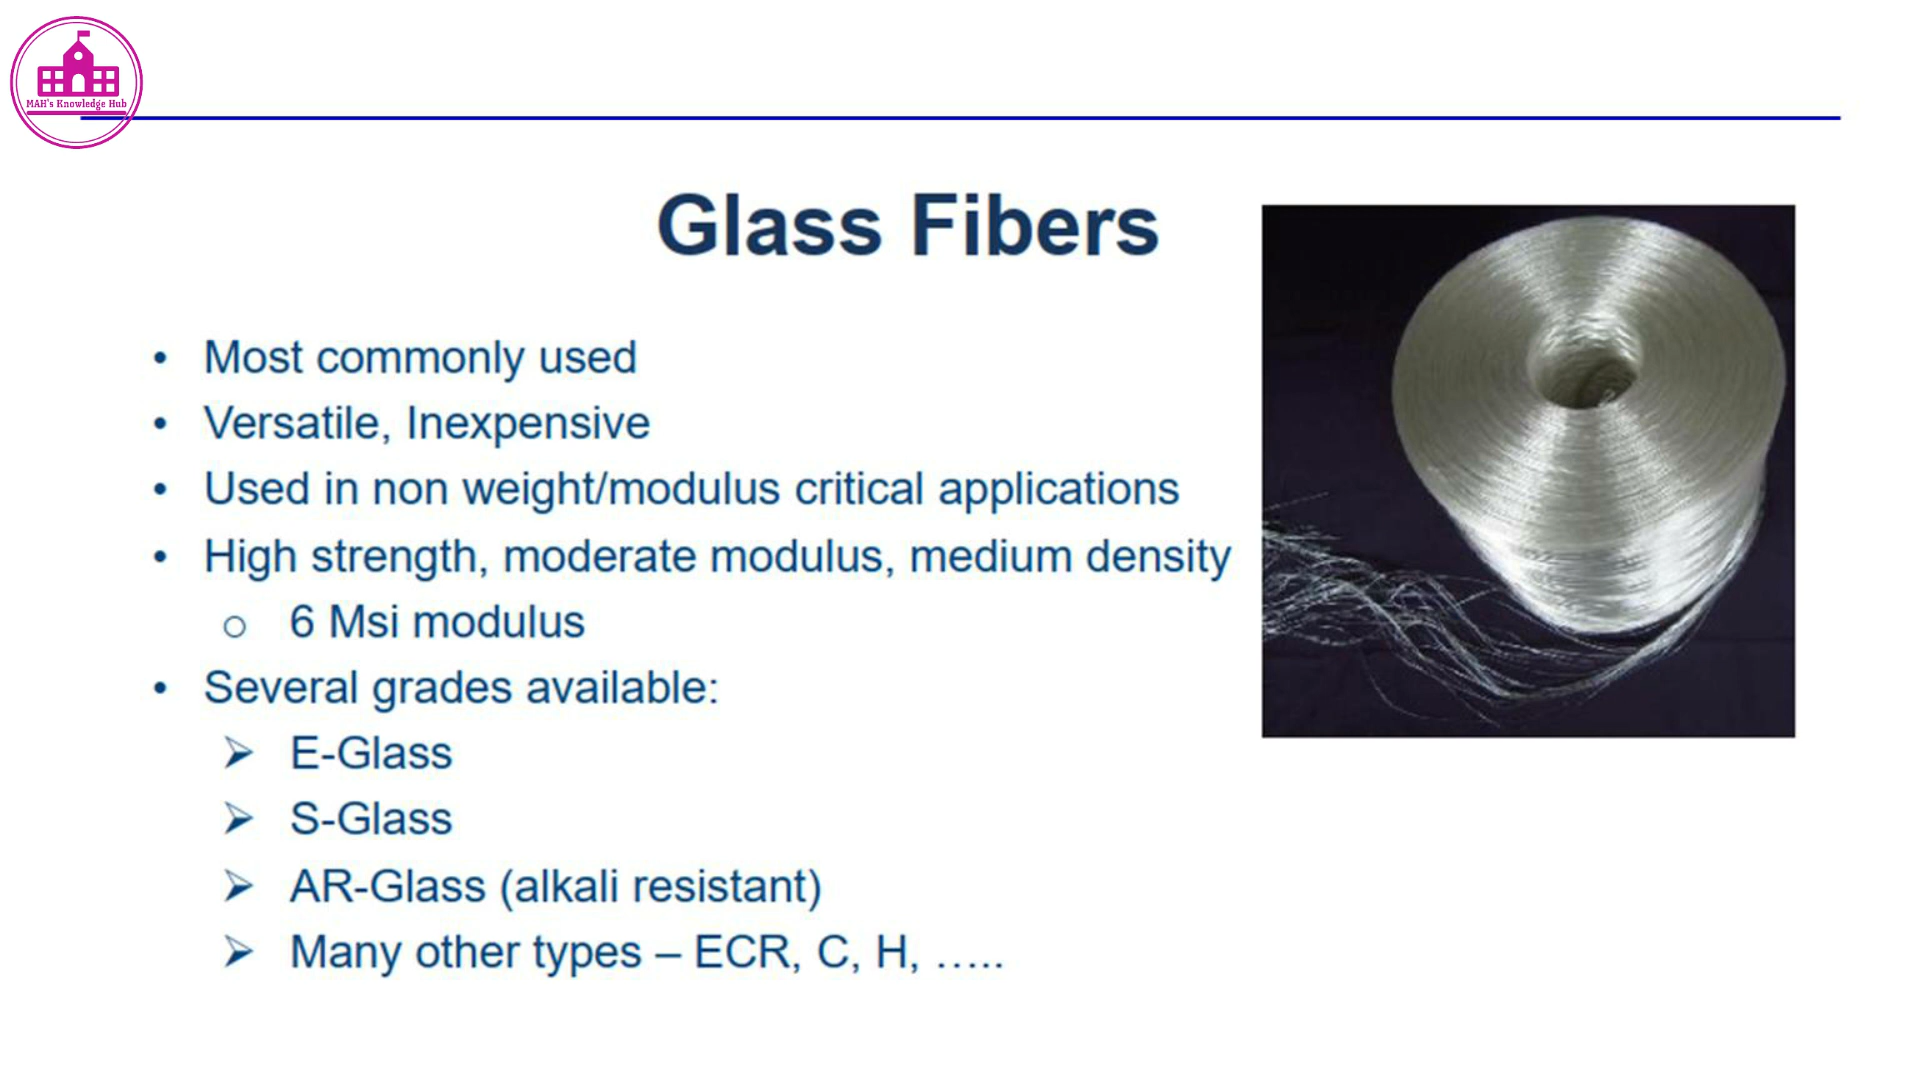 MAH's Knowledge Hub
Glass Fibers
• Most commonly used
• Versatile, Inexpensive
• Used in non weight/modulus critical applications
• High strength, moderate modulus, medium density
o 6 Msi modulus
• Several grades available:
➢ E-Glass
➢ S-Glass
➢ AR-Glass (alkali resistant)
➢ Many other types – ECR, C, H, …..